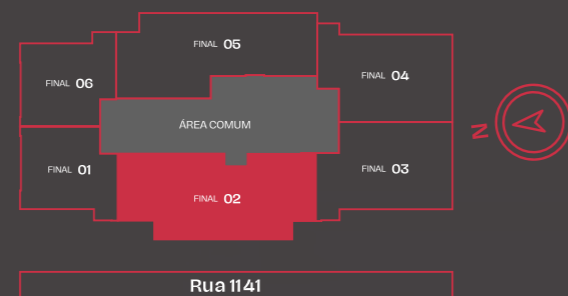 FINAL 05
FINAL 06
FINAL 04
ÁREA COMUM
FINAL 01
FINAL 03
FINAL 02
N
Rua 1141